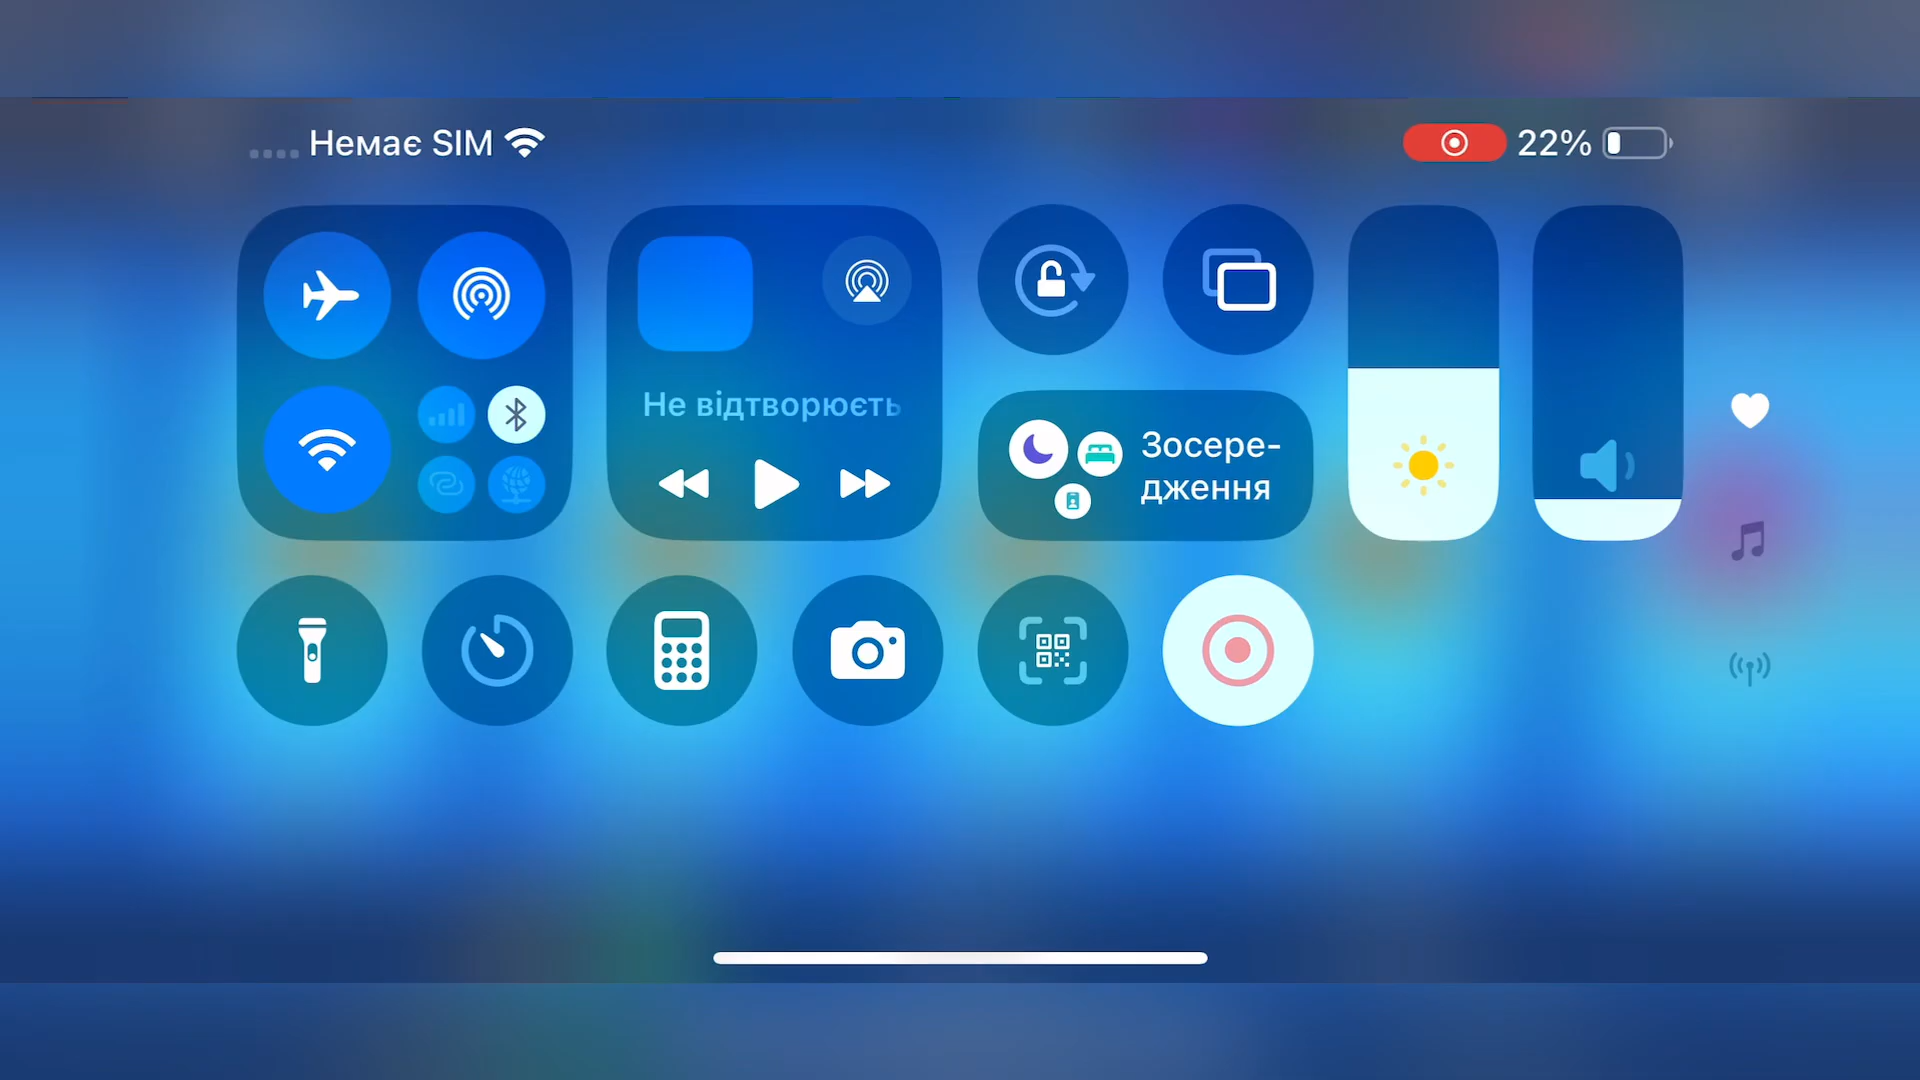 Немає SIM
22%
Не відтворюєть
Зосере-
дження